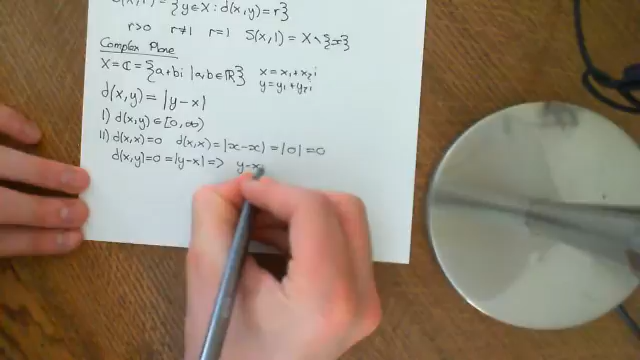 S(x,r) = {y∈X : d(x,y) = r}
r>0 r≠1 r=1 S(x,1) = X\{x}
Complex Plane
X = ℂ = {a+bi | a,b∈ℝ} x = x₁+x₂i
y = y₁+y₂i
d(x,y) = |y-x|
I) d(x,y) ∈ [0,∞)
II) d(x,x)=0 d(x,x) = |x-x| = |0| = 0
d(x,y)=0 = |y-x| => y-x